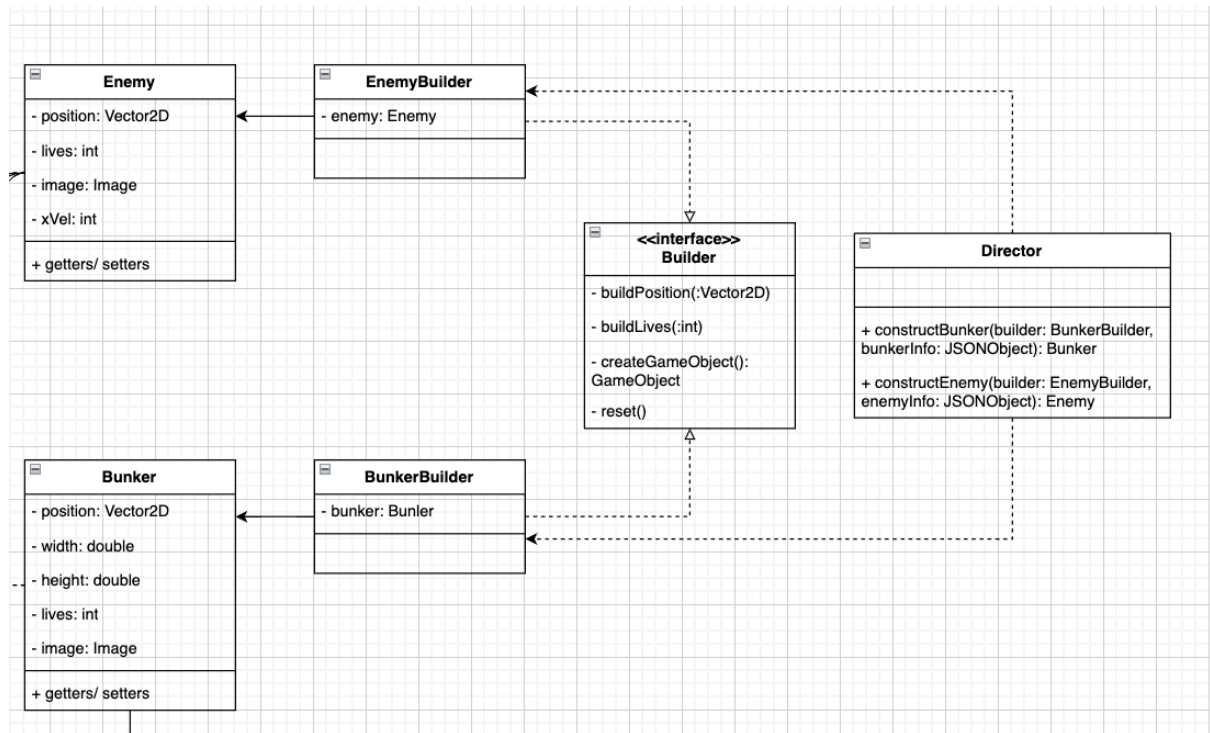 Enemy
- position: Vector2D
- lives: int
- image: Image
- xVel: int
+ getters/ setters
EnemyBuilder
- enemy: Enemy
<<interface>>
Builder
- buildPosition(:Vector2D)
- buildLives(:int)
- createGameObject():
GameObject
- reset()
Director
+ constructBunker(builder: BunkerBuilder,
bunkerInfo: JSONObject): Bunker
+ constructEnemy(builder: EnemyBuilder,
enemyInfo: JSONObject): Enemy
Bunker
- position: Vector2D
- width: double
- height: double
- lives: int
- image: Image
+ getters/ setters
BunkerBuilder
- bunker: Bunler